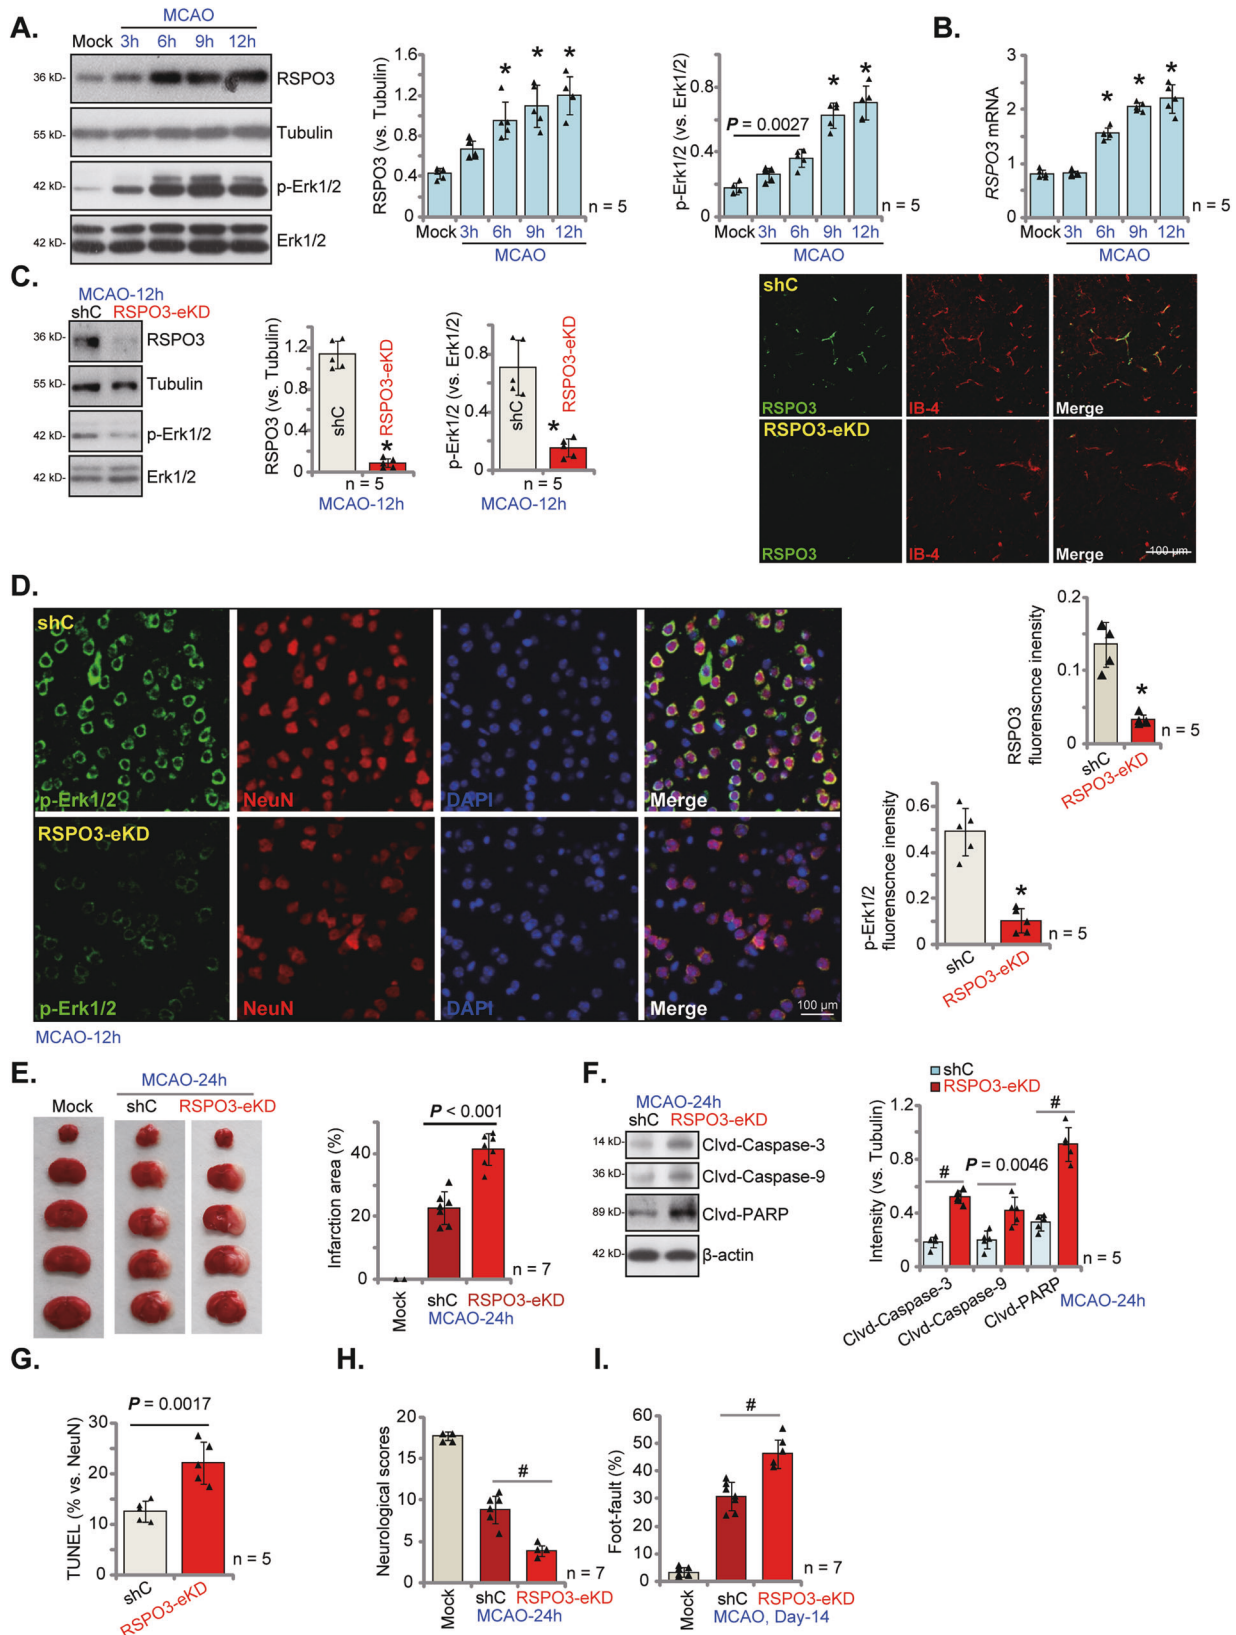 A.
MCAO
Mock 3h 6h 9h 12h
36 kD- RSPO3
55 kD- Tubulin
42 kD- p-Erk1/2
42 kD- Erk1/2
RSPO3 (vs. Tubulin)
1.6
1.2
0.8
0.4
0
* * *
n = 5
Mock 3h 6h 9h 12h
MCAO
p-Erk1/2 (vs. Erk1/2)
0.8
0.4
0
P = 0.0027
* *
n = 5
Mock 3h 6h 9h 12h
MCAO
B.
RSPO3 mRNA
3
2
1
0
* * *
n = 5
Mock 3h 6h 9h 12h
MCAO
C.
MCAO-12h
shC RSPO3-eKD
36 kD- RSPO3
55 kD- Tubulin
42 kD- p-Erk1/2
42 kD- Erk1/2
RSPO3 (vs. Tubulin)
1.2
0.8
0.4
0
shC
RSPO3-eKD
*
n = 5
MCAO-12h
p-Erk1/2 (vs. Erk1/2)
0.8
0.4
0
shC
RSPO3-eKD
*
n = 5
MCAO-12h
shC
RSPO3 IB-4 Merge
RSPO3-eKD
RSPO3 IB-4 Merge
100 µm
D.
shC
p-Erk1/2 NeuN DAPI Merge
RSPO3-eKD
p-Erk1/2 NeuN DAPI Merge
100 µm
MCAO-12h
RSPO3
fluorenscnce inensity
0.2
0.1
0
*
n = 5
shC
RSPO3-eKD
p-Erk1/2
fluorenscnce inensity
0.6
0.4
0.2
0
*
n = 5
shC
RSPO3-eKD
E.
MCAO-24h
Mock shC RSPO3-eKD
Infarction area (%)
40
20
0
P < 0.001
n = 7
Mock
shC RSPO3-eKD
MCAO-24h
F.
MCAO-24h
shC RSPO3-eKD
14 kD- Clvd-Caspase-3
36 kD- Clvd-Caspase-9
89 kD- Clvd-PARP
42 kD- β-actin
shC
RSPO3-eKD
Intensity (vs. Tubulin)
1.2
0.8
0.4
0
#
P = 0.0046
#
n = 5
Clvd-Caspase-3
Clvd-Caspase-9
Clvd-PARP
MCAO-24h
G.
TUNEL (% vs. NeuN)
30
20
10
0
P = 0.0017
n = 5
shC
RSPO3-eKD
H.
Neurological scores
20
15
10
5
0
#
n = 7
Mock
shC RSPO3-eKD
MCAO-24h
I.
Foot-fault (%)
60
50
40
30
20
10
0
#
n = 7
Mock
shC RSPO3-eKD
MCAO, Day-14